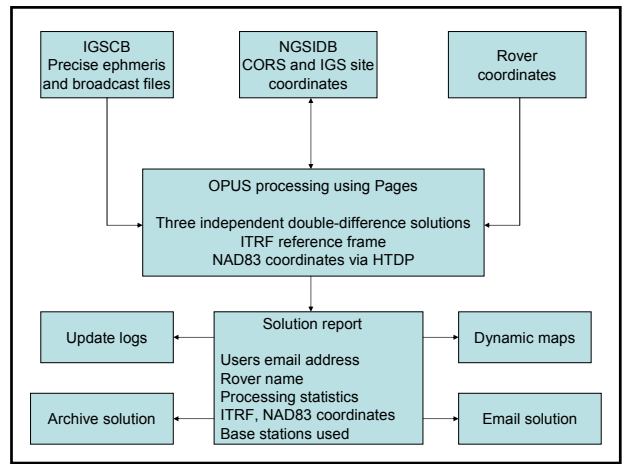 IGSCB
Precise ephmeris
and broadcast files
NGSIDB
CORS and IGS site
coordinates
Rover
coordinates
OPUS processing using Pages
Three independent double-difference solutions
ITRF reference frame
NAD83 coordinates via HTDP
Update logs
Archive solution
Solution report
Users email address
Rover name
Processing statistics
ITRF, NAD83 coordinates
Base stations used
Dynamic maps
Email solution